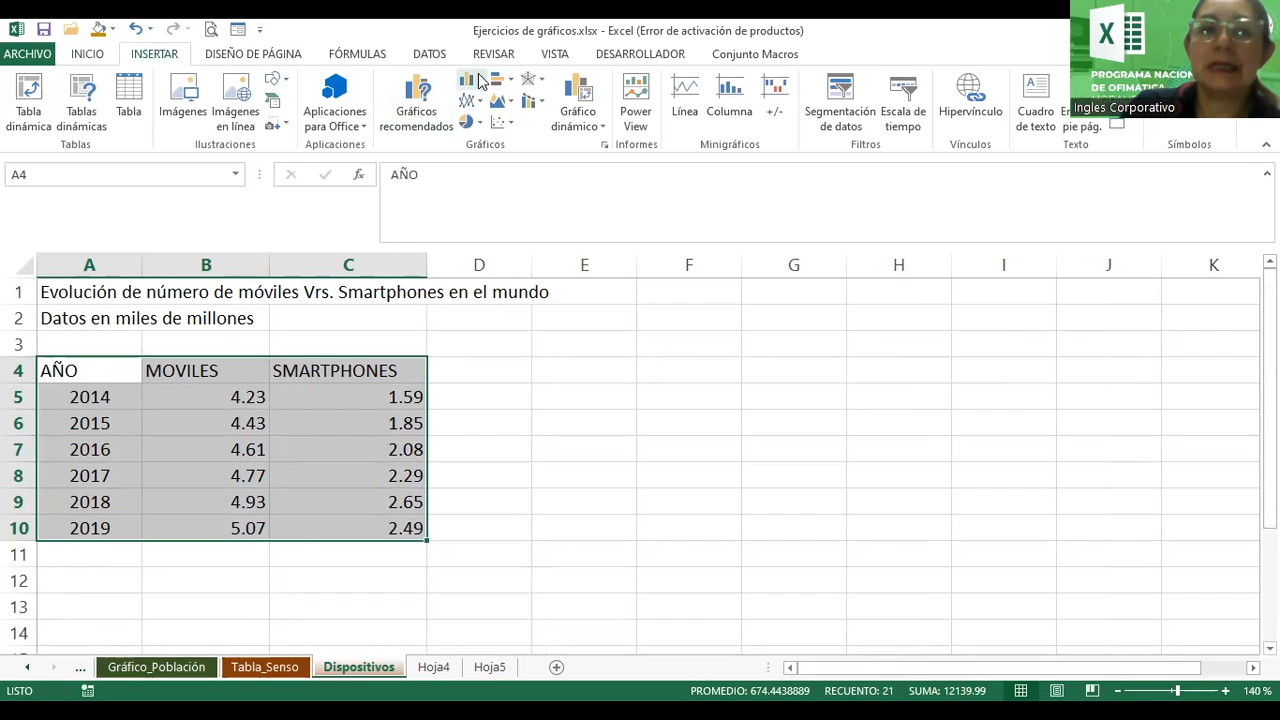 Ejercicios de gráficos.xlsx - Excel (Error de activación de productos)
PROGRAMA NACION
DE OFIMATICA
Ingles Corporativo
ARCHIVO INICIO INSERTAR DISEÑO DE PÁGINA FÓRMULAS DATOS REVISAR VISTA DESARROLLADOR Conjunto Macros
Tabla dinámica
Tablas dinámicas
Tabla
Imágenes
Imágenes en línea
Aplicaciones para Office
Gráficos recomendados
Gráfico dinámico
Power View
Línea
Columna
+/-
Segmentación de datos
Escala de tiempo
Hipervínculo
Cuadro de texto
pie pág.
Tablas Ilustraciones Aplicaciones Gráficos Informes Minigráficos Filtros Vínculos Texto Símbolos
A4 fx AÑO
A B C D E F G H I J K
1 Evolución de número de móviles Vrs. Smartphones en el mundo
2 Datos en miles de millones
3
4 AÑO MOVILES SMARTPHONES
5 2014 4.23 1.59
6 2015 4.43 1.85
7 2016 4.61 2.08
8 2017 4.77 2.29
9 2018 4.93 2.65
10 2019 5.07 2.49
11
12
13
14
... Gráfico_Población Tabla_Senso Dispositivos Hoja4 Hoja5
LISTO PROMEDIO: 674.4438889 RECUENTO: 21 SUMA: 12139.99 140 %